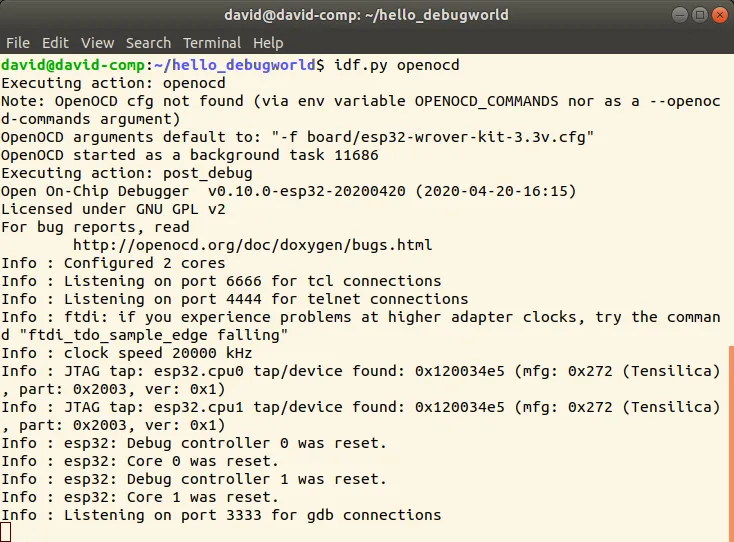 david@david-comp: ~/hello_debugworld
File Edit View Search Terminal Help
david@david-comp:~/hello_debugworld$ idf.py openocd
Executing action: openocd
Note: OpenOCD cfg not found (via env variable OPENOCD_COMMANDS nor as a --openoc
d-commands argument)
OpenOCD arguments default to: "-f board/esp32-wrover-kit-3.3v.cfg"
OpenOCD started as a background task 11686
Executing action: post_debug
Open On-Chip Debugger  v0.10.0-esp32-20200420 (2020-04-20-16:15)
Licensed under GNU GPL v2
For bug reports, read
        http://openocd.org/doc/doxygen/bugs.html
Info : Configured 2 cores
Info : Listening on port 6666 for tcl connections
Info : Listening on port 4444 for telnet connections
Info : ftdi: if you experience problems at higher adapter clocks, try the comman
d "ftdi_tdo_sample_edge falling"
Info : clock speed 20000 kHz
Info : JTAG tap: esp32.cpu0 tap/device found: 0x120034e5 (mfg: 0x272 (Tensilica)
, part: 0x2003, ver: 0x1)
Info : JTAG tap: esp32.cpu1 tap/device found: 0x120034e5 (mfg: 0x272 (Tensilica)
, part: 0x2003, ver: 0x1)
Info : esp32: Debug controller 0 was reset.
Info : esp32: Core 0 was reset.
Info : esp32: Debug controller 1 was reset.
Info : esp32: Core 1 was reset.
Info : Listening on port 3333 for gdb connections